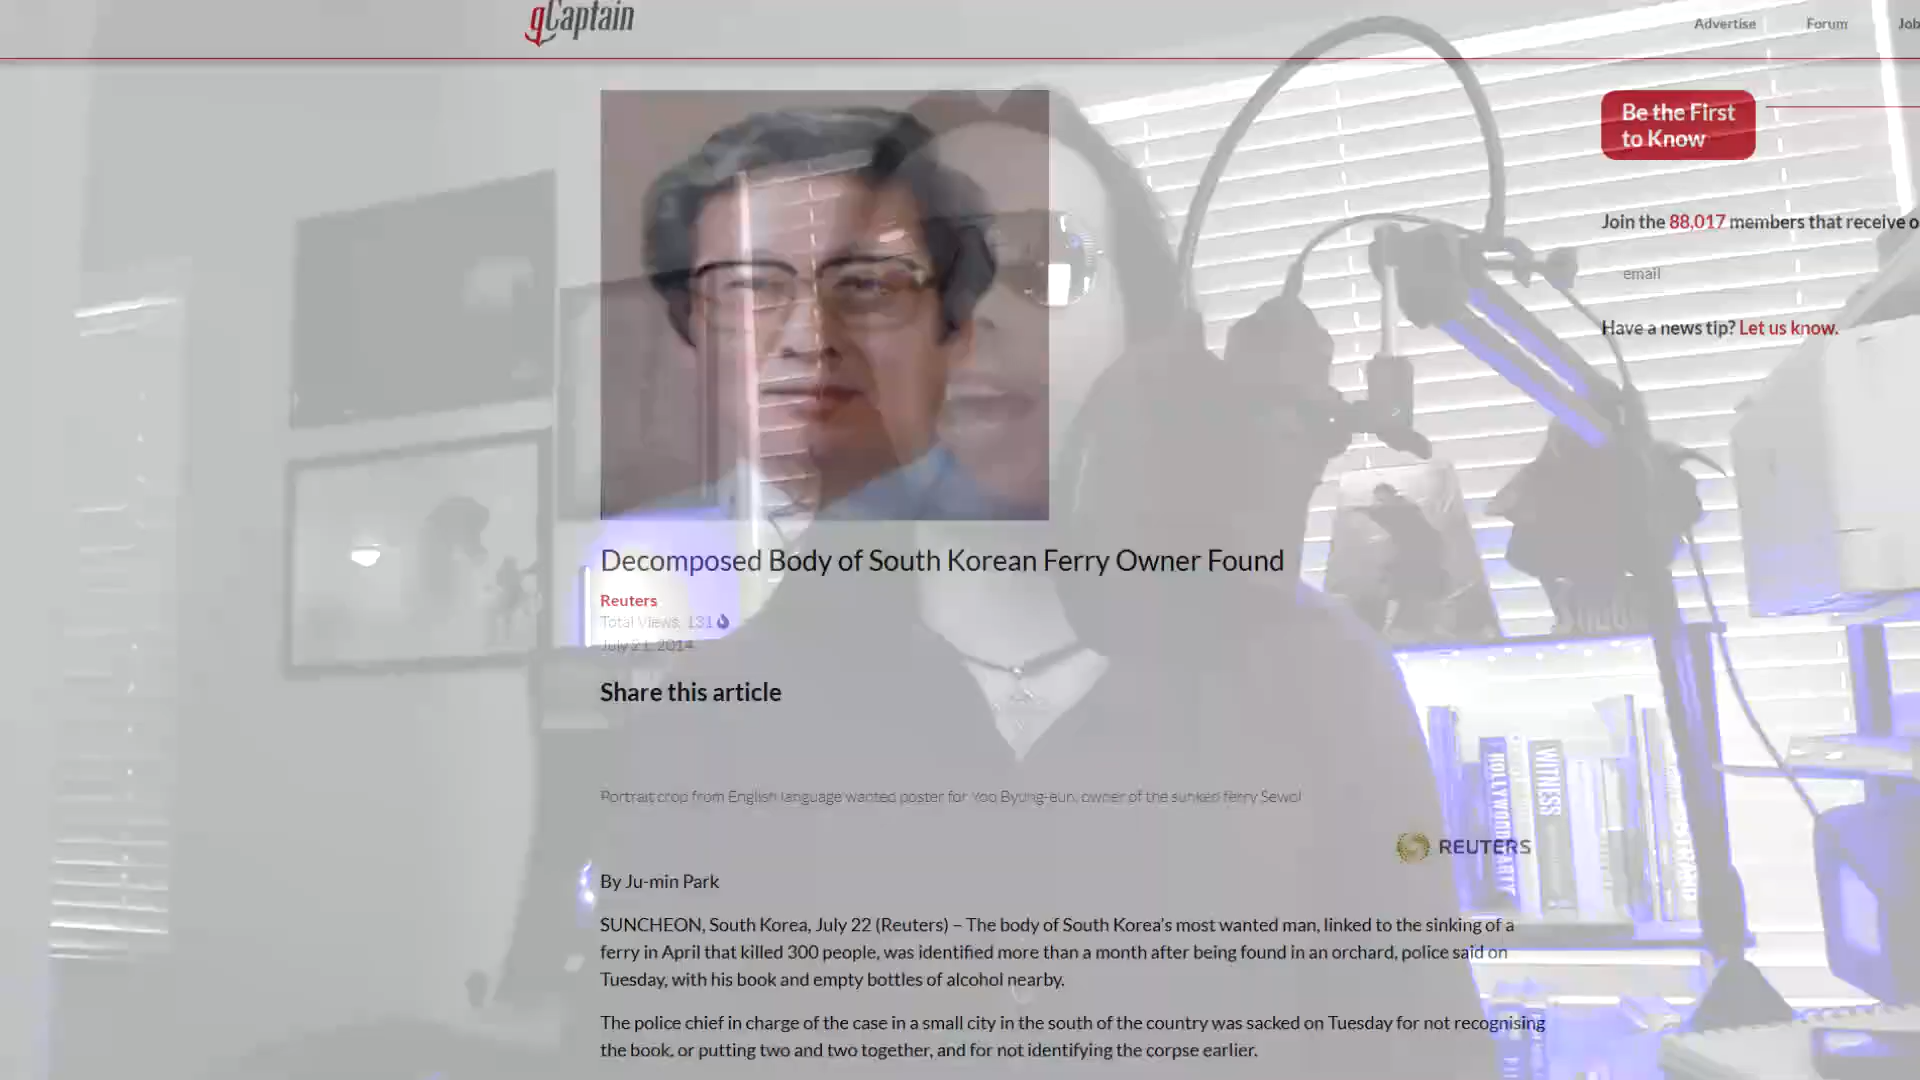 gCaptain
Advertise Forum Job
Be the First
to Know
Join the 88,017 members that receive o
email
Have a news tip? Let us know.
Decomposed Body of South Korean Ferry Owner Found
Reuters
Total Views: 131
July 21, 2014
Share this article
Portrait crop from English language wanted poster for Yoo Byung-eun, owner of the sunken ferry Sewol
REUTERS
By Ju-min Park
SUNCHEON, South Korea, July 22 (Reuters) – The body of South Korea's most wanted man, linked to the sinking of a
ferry in April that killed 300 people, was identified more than a month after being found in an orchard, police said on
Tuesday, with his book and empty bottles of alcohol nearby.
The police chief in charge of the case in a small city in the south of the country was sacked on Tuesday for not recognising
the book, or putting two and two together, and for not identifying the corpse earlier.
HOLLYWOOD
WITNESS